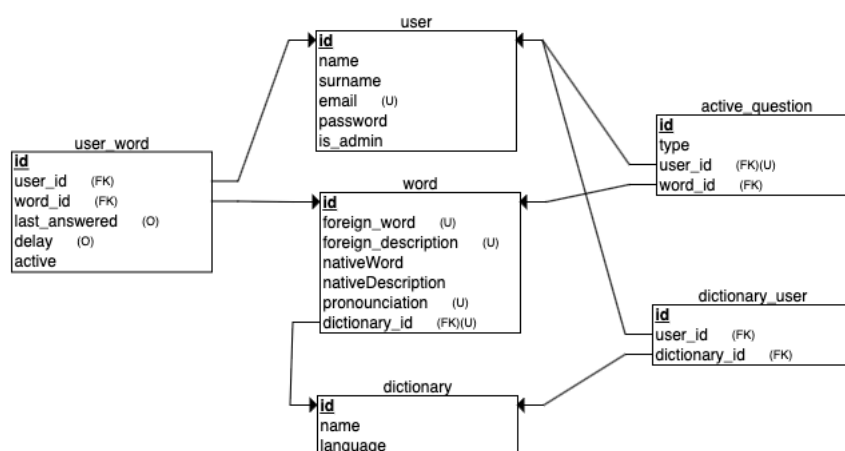 user
id
name
surname
email (U)
password
is_admin
user_word
id
user_id (FK)
word_id (FK)
last_answered (O)
delay (O)
active
word
id
foreign_word (U)
foreign_description (U)
nativeWord
nativeDescription
pronounciation (U)
dictionary_id (FK)(U)
active_question
id
type
user_id (FK)(U)
word_id (FK)
dictionary_user
id
user_id (FK)
dictionary_id (FK)
dictionary
id
name
language